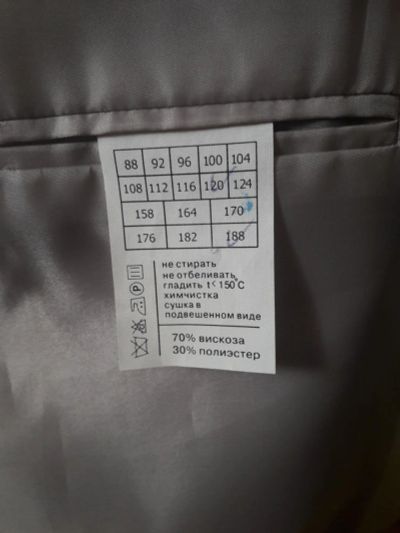 88 92 96 100 104
108 112 116 120 124
158 164 170
176 182 188
не стирать
не отбеливать
гладить t<150°C
химчистка
сушка в
подвешенном виде
P
70% вискоза
30% полиэстер